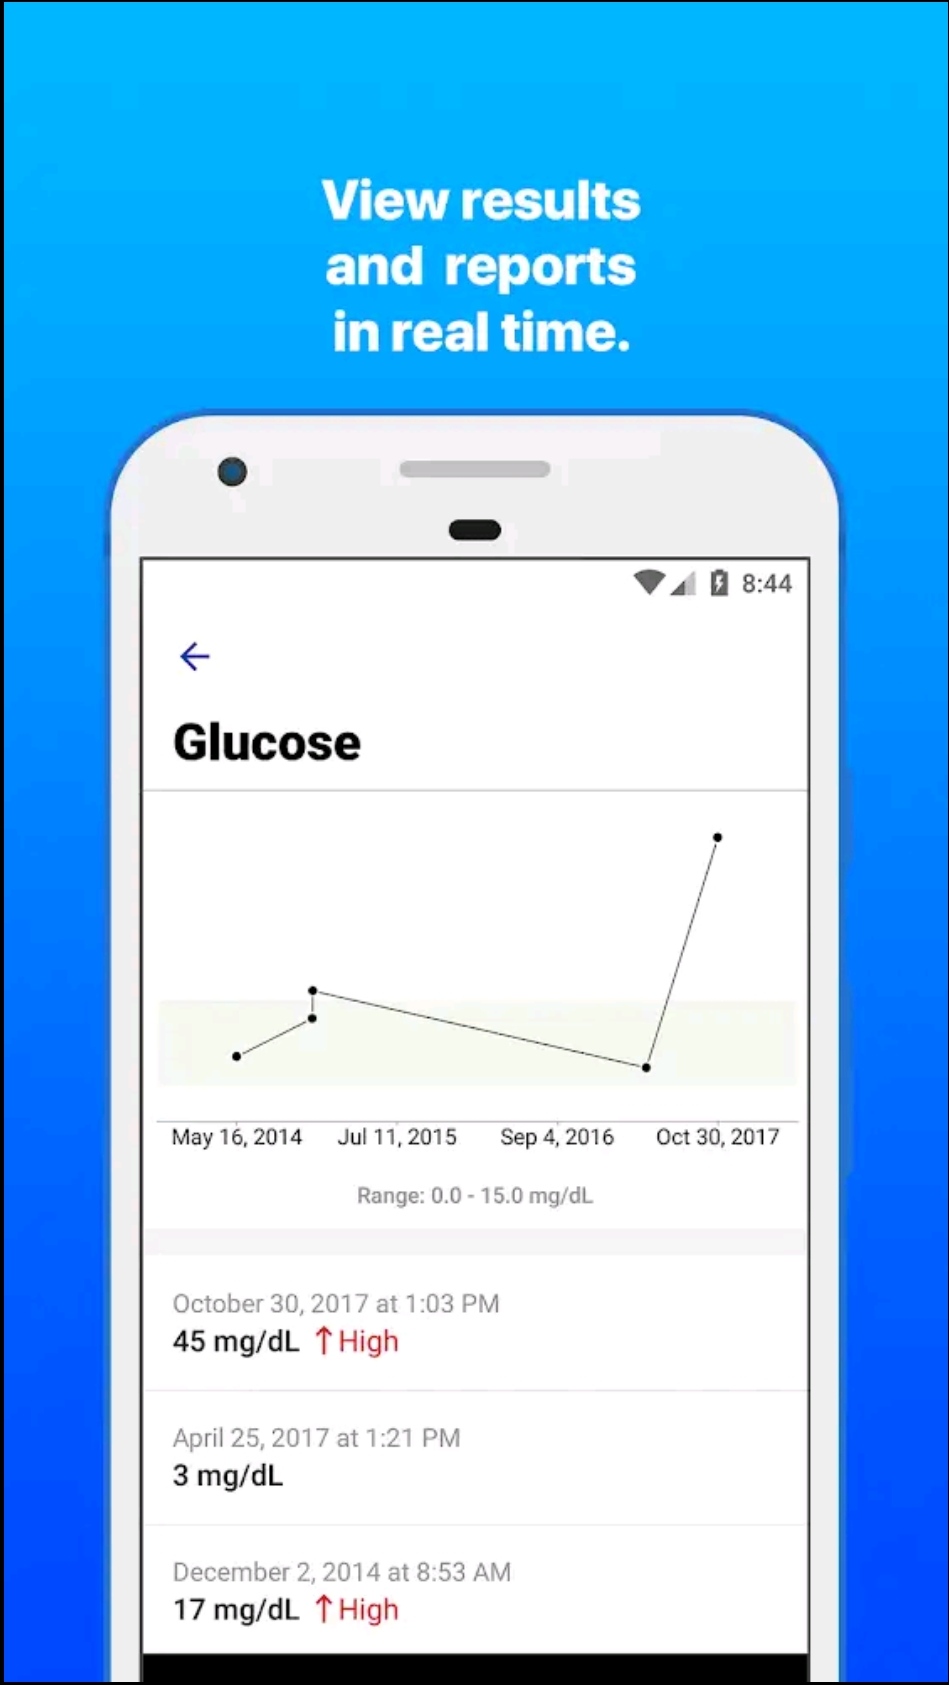 View results
and reports
in real time.
8:44
Glucose
May 16, 2014 Jul 11, 2015 Sep 4, 2016 Oct 30, 2017
Range: 0.0 - 15.0 mg/dL
October 30, 2017 at 1:03 PM
45 mg/dL ↑ High
April 25, 2017 at 1:21 PM
3 mg/dL
December 2, 2014 at 8:53 AM
17 mg/dL ↑ High